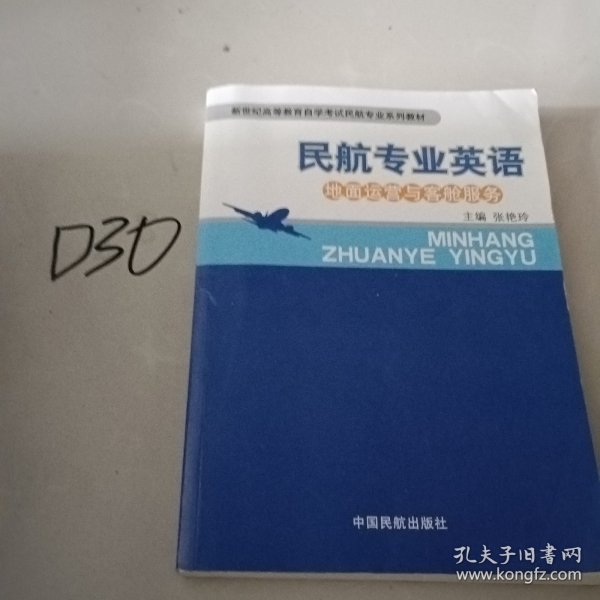 新世纪高等教育自学考试民航专业系列教材
民航专业英语
地面运营与客舱服务
主编 张艳玲
MINHANG
ZHUANYE YINGYU
D30
中国民航出版社
孔夫子旧书网
www.kongfz.com